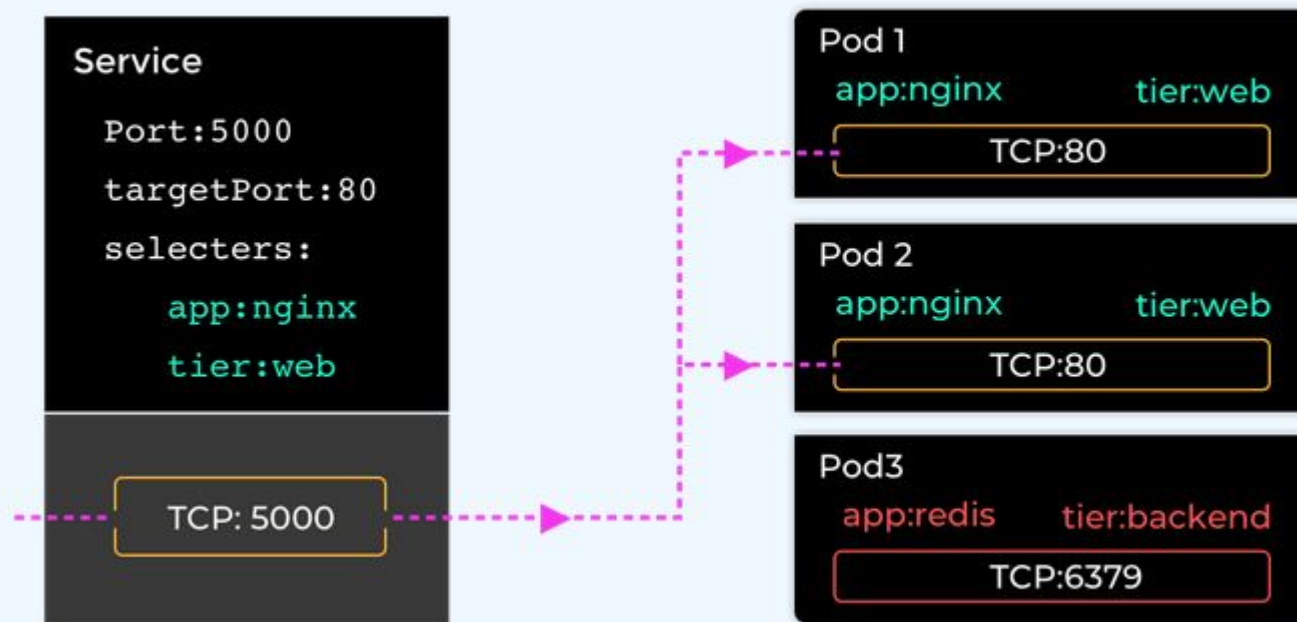 Service
Port:5000
targetPort:80
selecters:
app:nginx
tier:web
TCP: 5000
Pod 1
app:nginx tier:web
TCP:80
Pod 2
app:nginx tier:web
TCP:80
Pod3
app:redis tier:backend
TCP:6379